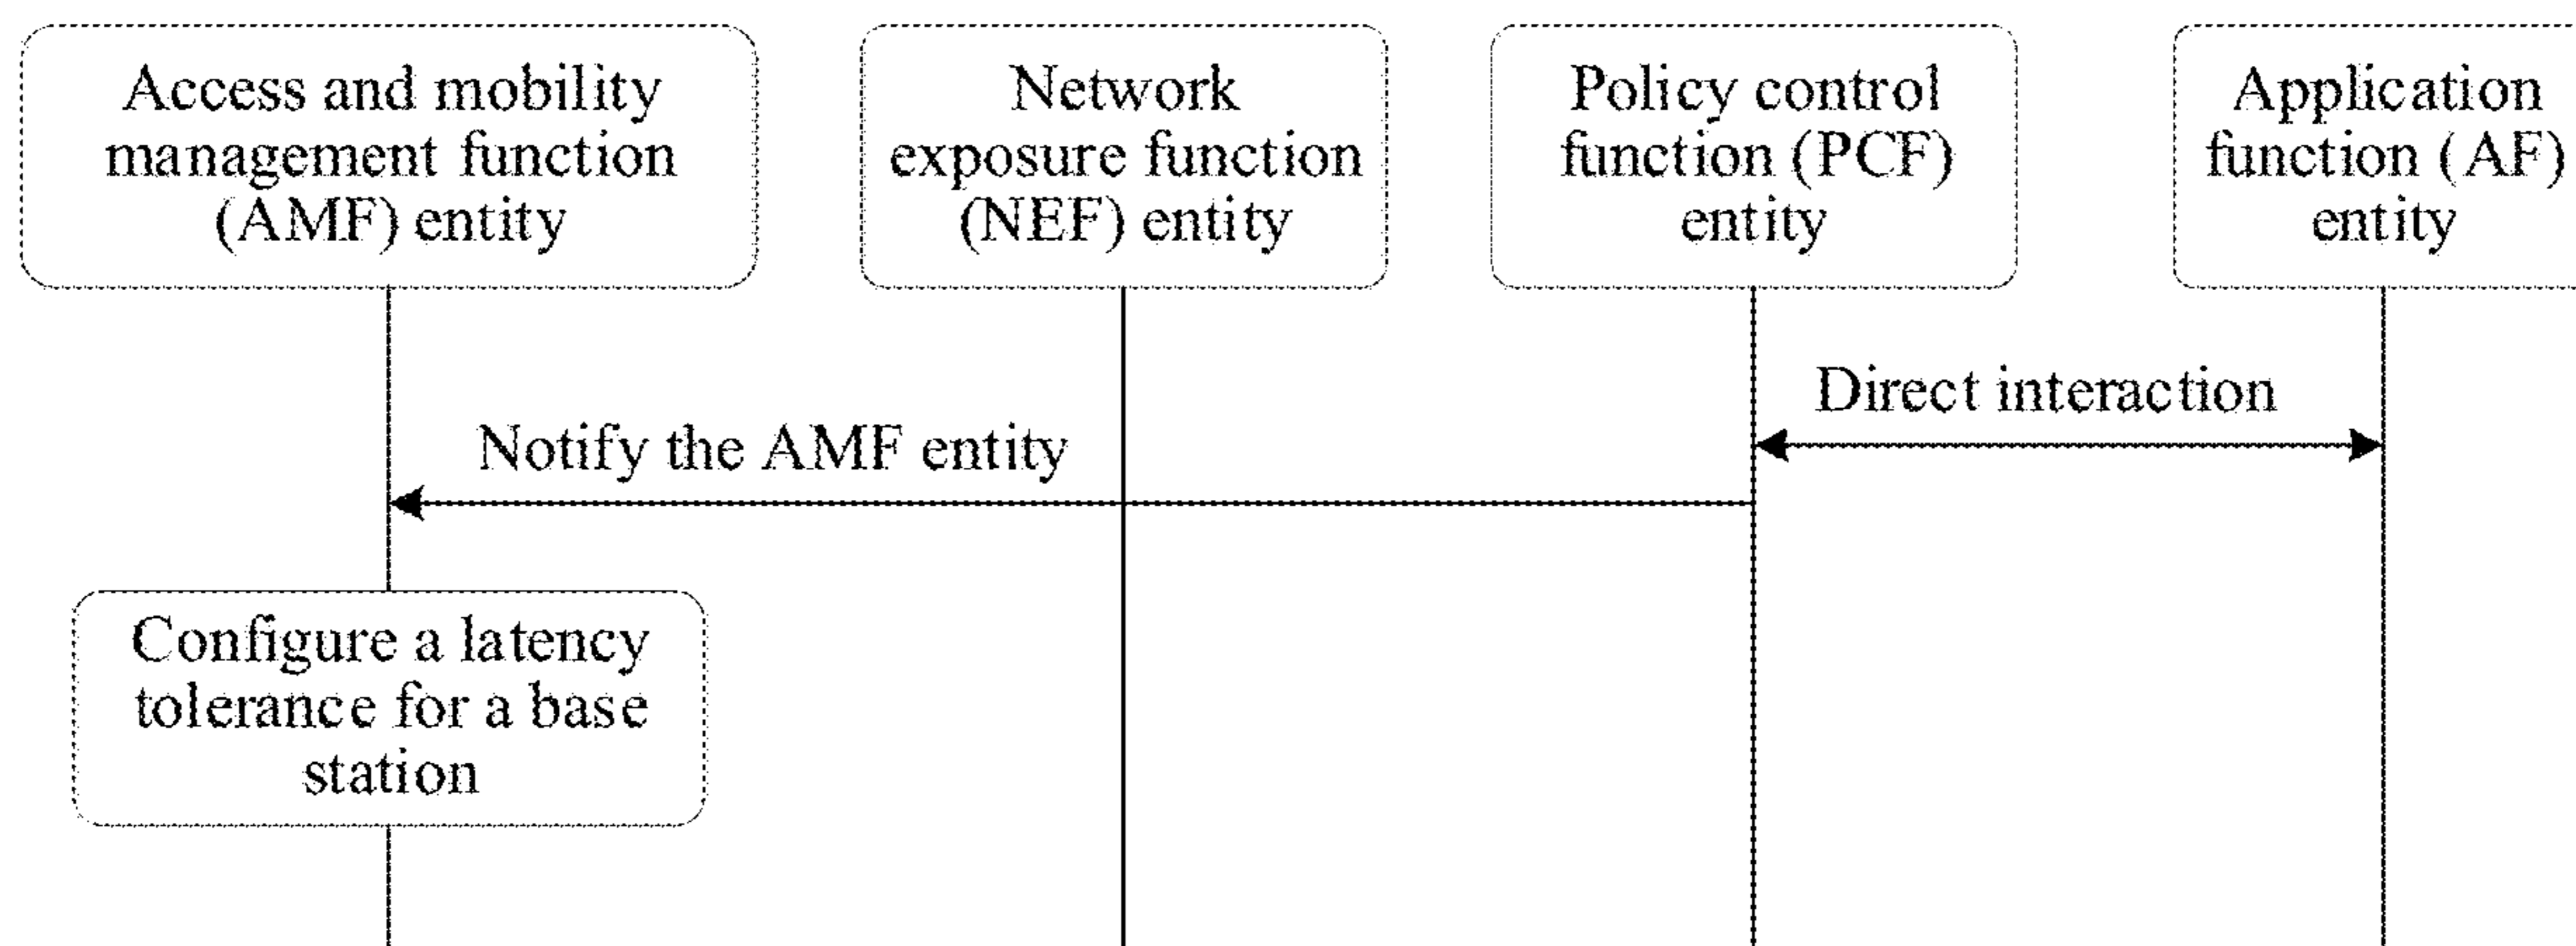 Access and mobility
management function
(AMF) entity
Network
exposure function
(NEF) entity
Policy control
function (PCF)
entity
Application
function (AF)
entity
Direct interaction
Notify the AMF entity
Configure a latency
tolerance for a base
station